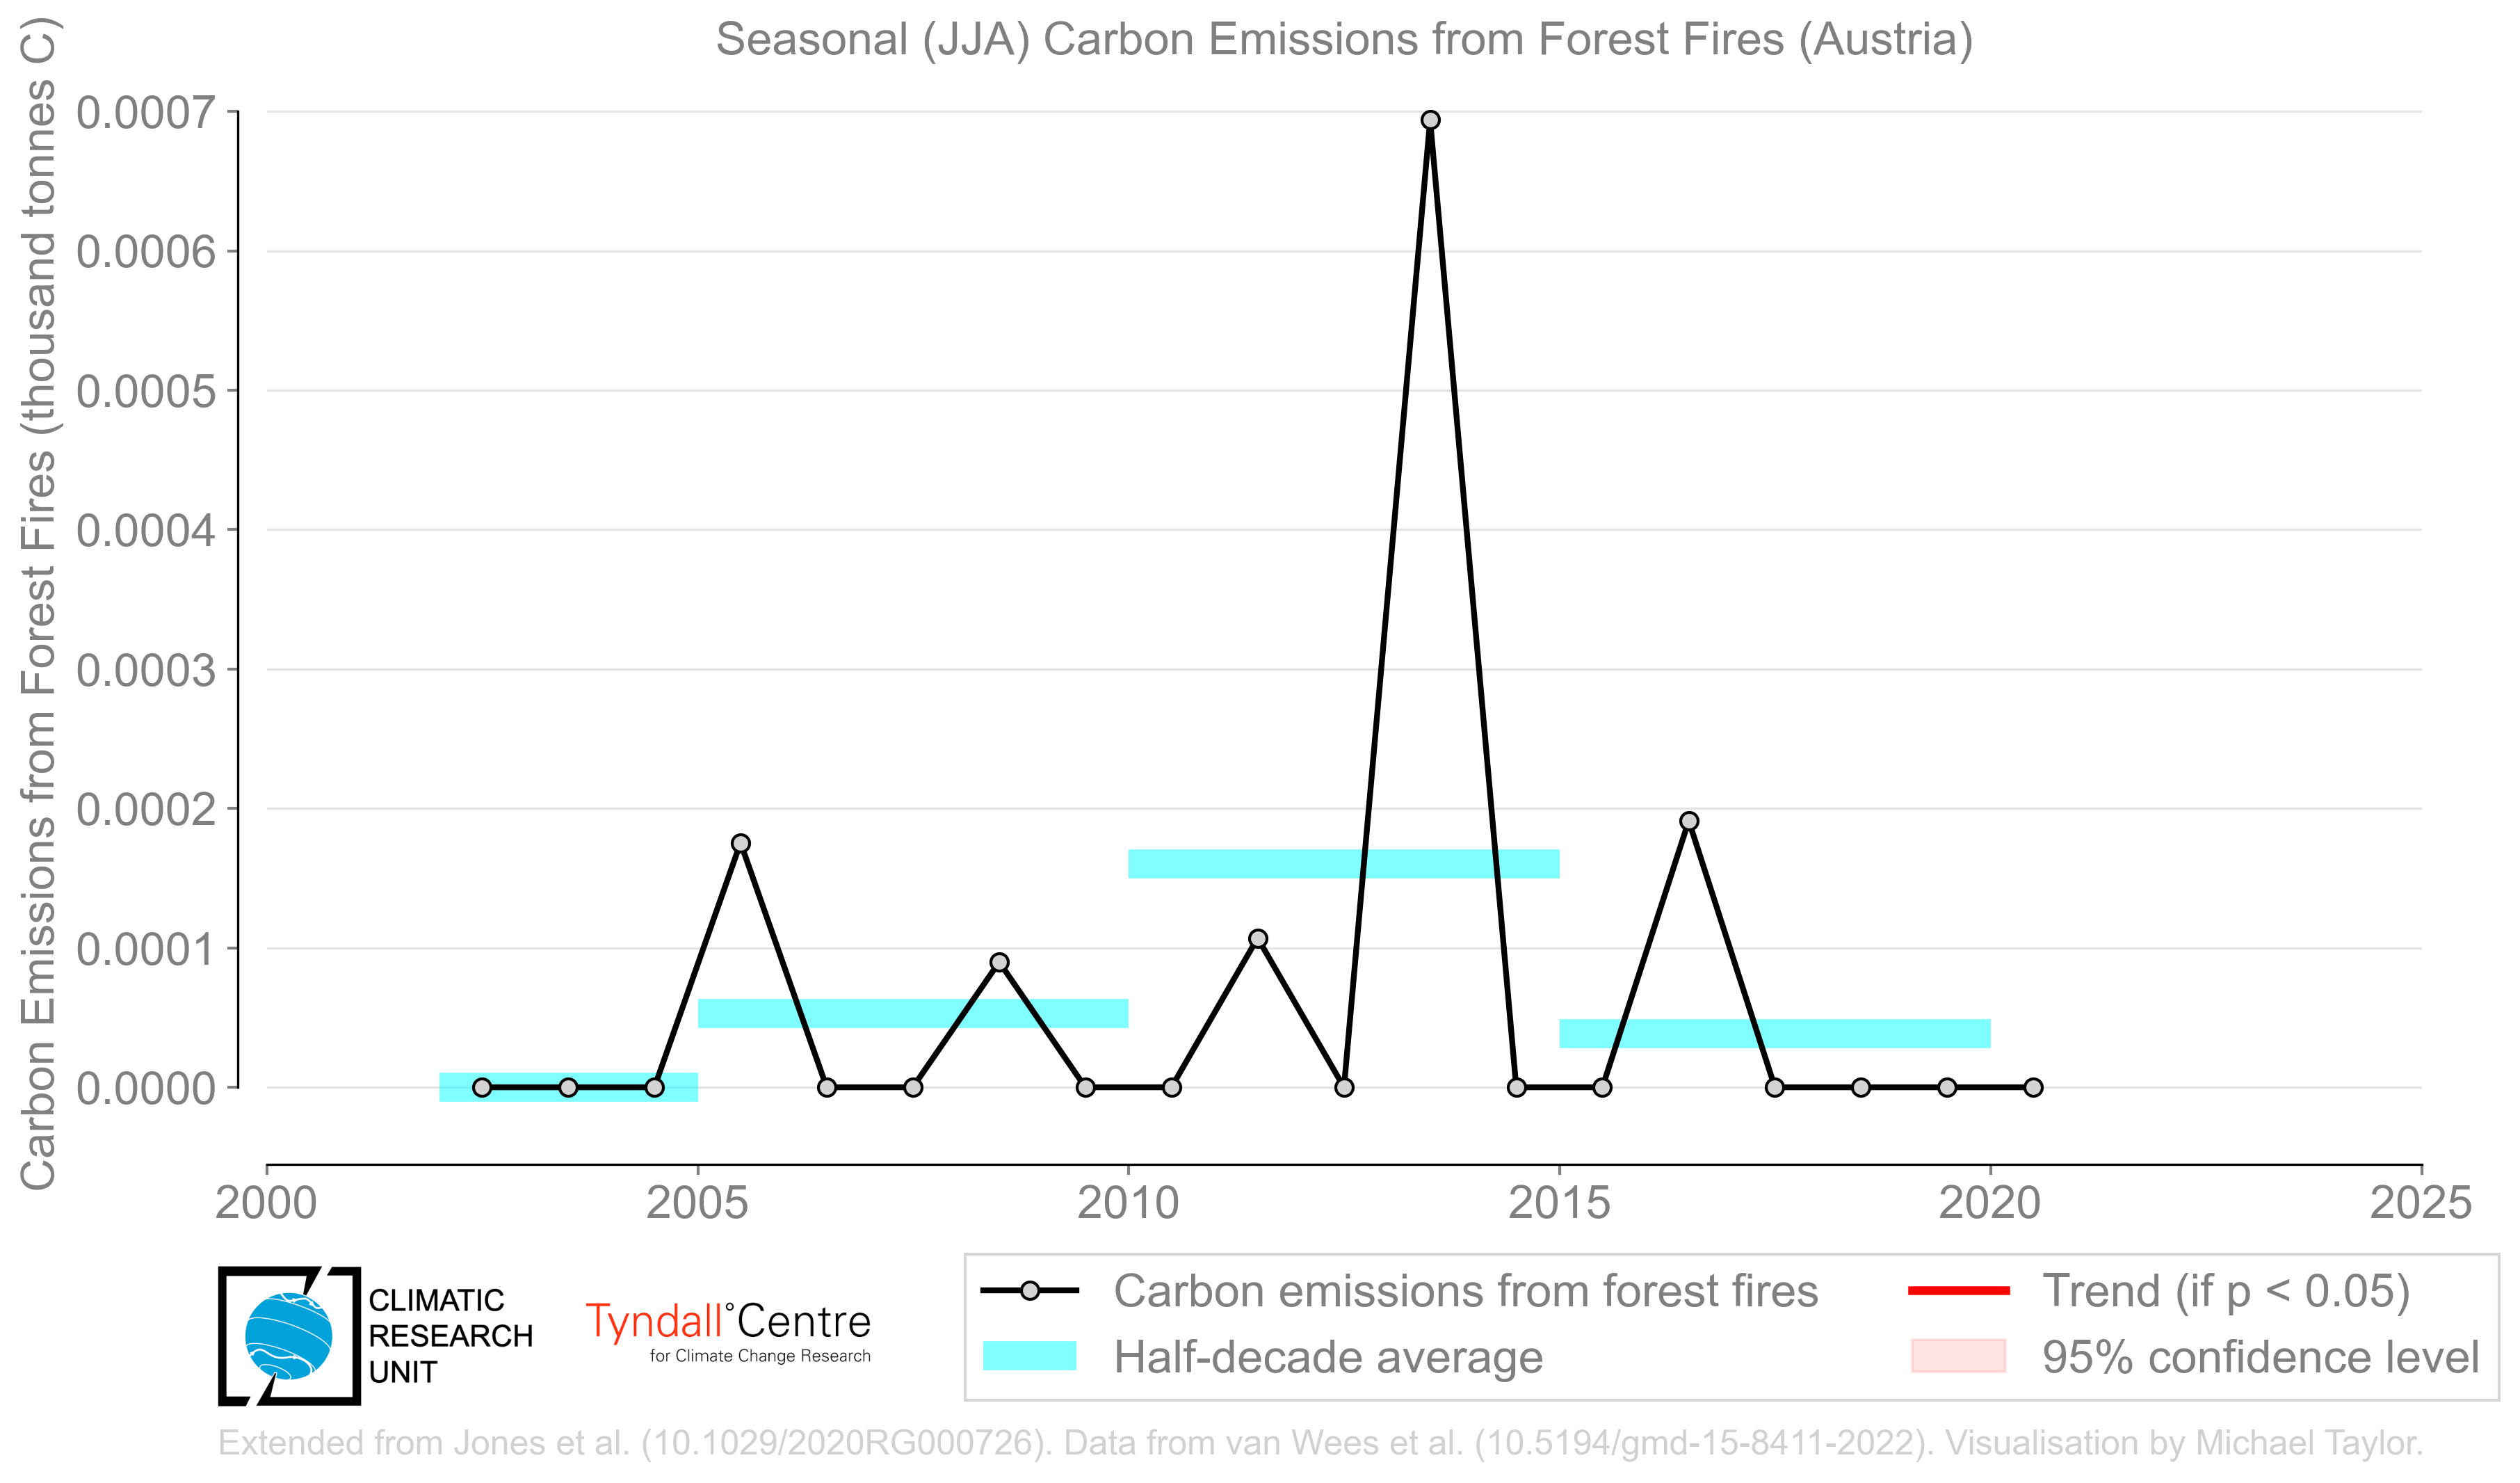 Seasonal (JJA) Carbon Emissions from Forest Fires (Austria)
Carbon Emissions from Forest Fires (thousand tonnes C)
0.0007
0.0006
0.0005
0.0004
0.0003
0.0002
0.0001
0.0000
2000 2005 2010 2015 2020 2025
CLIMATIC
RESEARCH
UNIT
Tyndall°Centre
for Climate Change Research
Carbon emissions from forest fires
Half-decade average
Trend (if p < 0.05)
95% confidence level
Extended from Jones et al. (10.1029/2020RG000726). Data from van Wees et al. (10.5194/gmd-15-8411-2022). Visualisation by Michael Taylor.